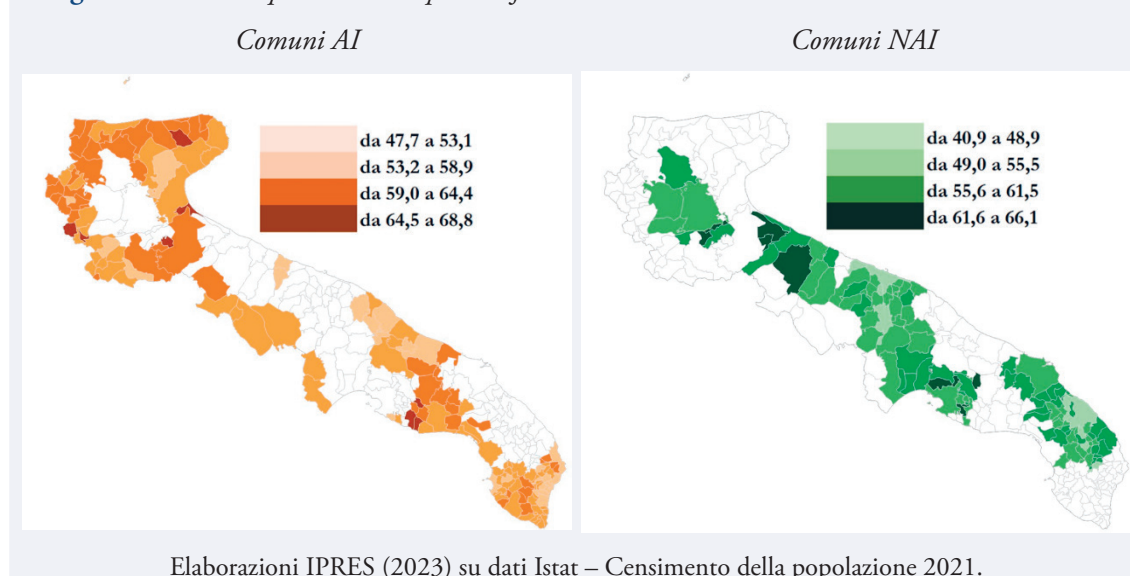 Comuni AI
Comuni NAI
da 47,7 a 53,1
da 53,2 a 58,9
da 59,0 a 64,4
da 64,5 a 68,8
da 40,9 a 48,9
da 49,0 a 55,5
da 55,6 a 61,5
da 61,6 a 66,1
Elaborazioni IPRES (2023) su dati Istat – Censimento della popolazione 2021.